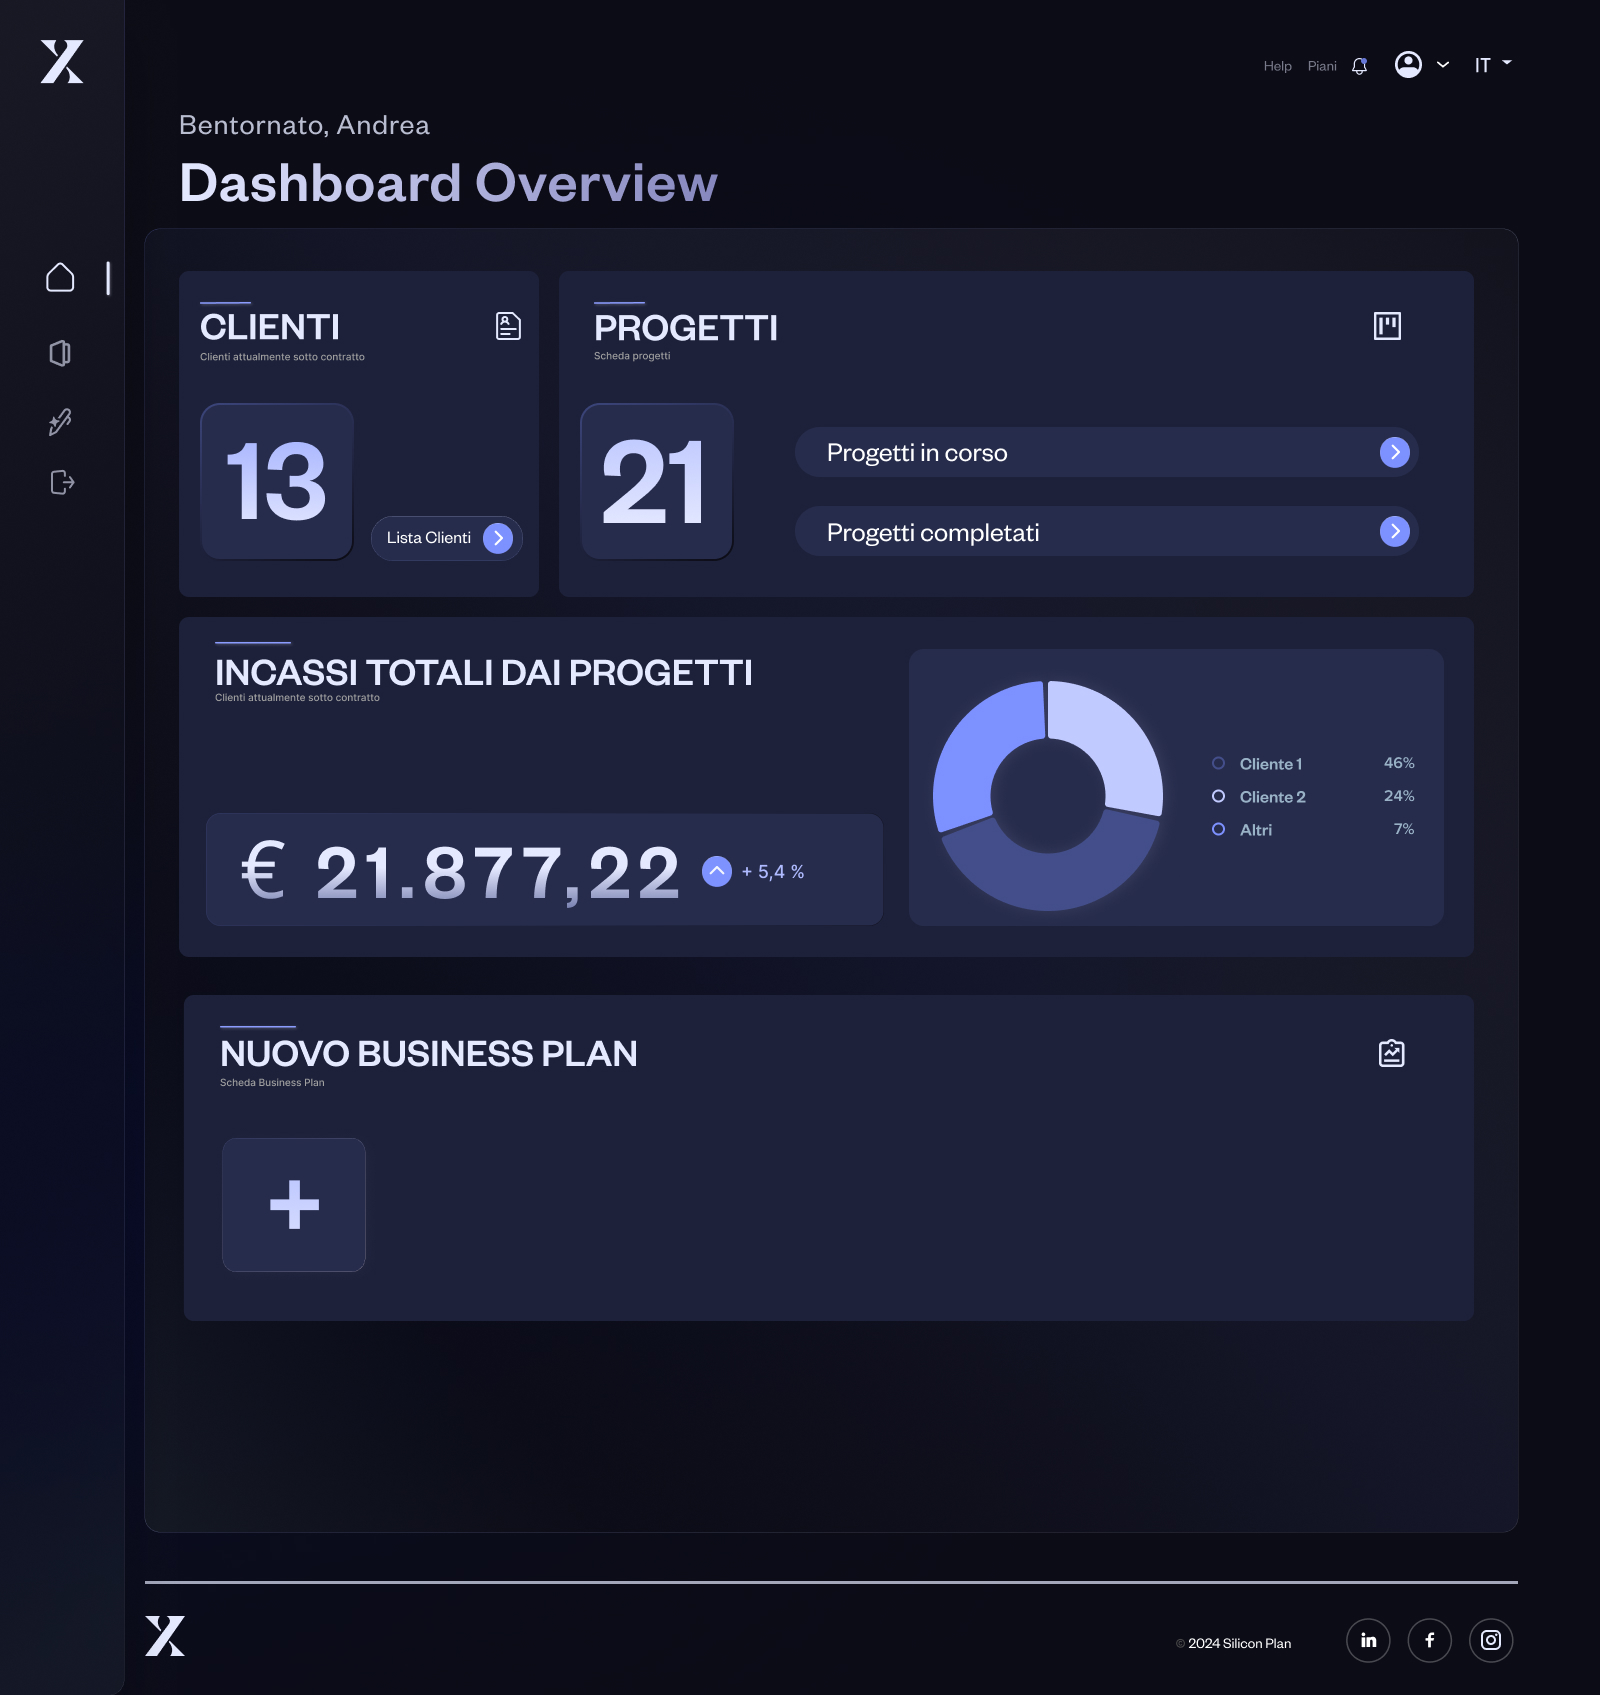 Help Piani IT
Bentornato, Andrea
Dashboard Overview
CLIENTI
Clienti attualmente sotto contratto
13
Lista Clienti
PROGETTI
Scheda progetti
21
Progetti in corso
Progetti completati
INCASSI TOTALI DAI PROGETTI
Clienti attualmente sotto contratto
€ 21.877,22 + 5,4 %
Cliente 1 46%
Cliente 2 24%
Altri 7%
NUOVO BUSINESS PLAN
Scheda Business Plan
+
© 2024 Silicon Plan